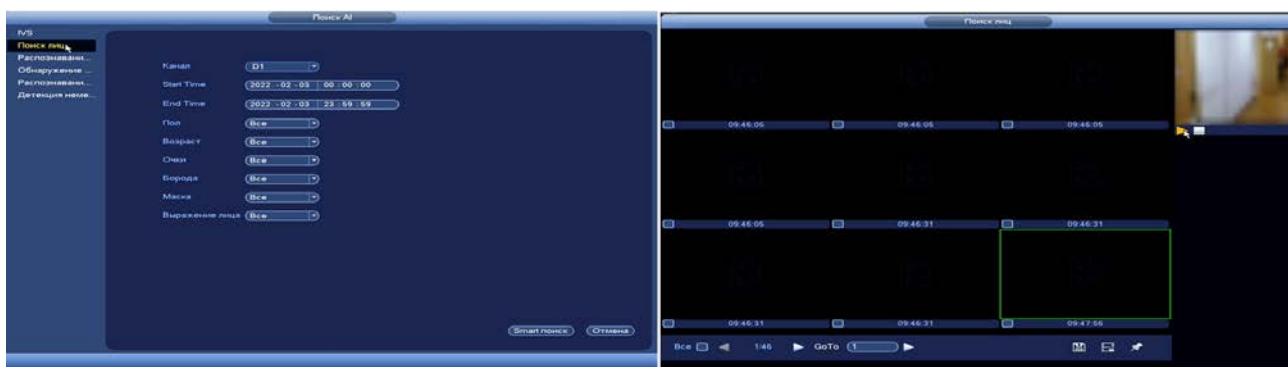 Поиск AI
IVS
Поиск лиц
Распознавани...
Обнаружение ...
Распознавани...
Детекция неме...
Канал D1
Start Time 2022 - 02 - 03 00 : 00 : 00
End Time 2022 - 02 - 03 23 : 59 : 59
Пол Все
Возраст Все
Очки Все
Борода Все
Маска Все
Выражение лица Все
Smart поиск Отмена
Поиск лиц
09:46:05 09:46:05 09:46:05
09:46:05 09:46:31 09:46:31
09:46:31 09:46:31 09:47:56
Все 1/46 GoTo 1